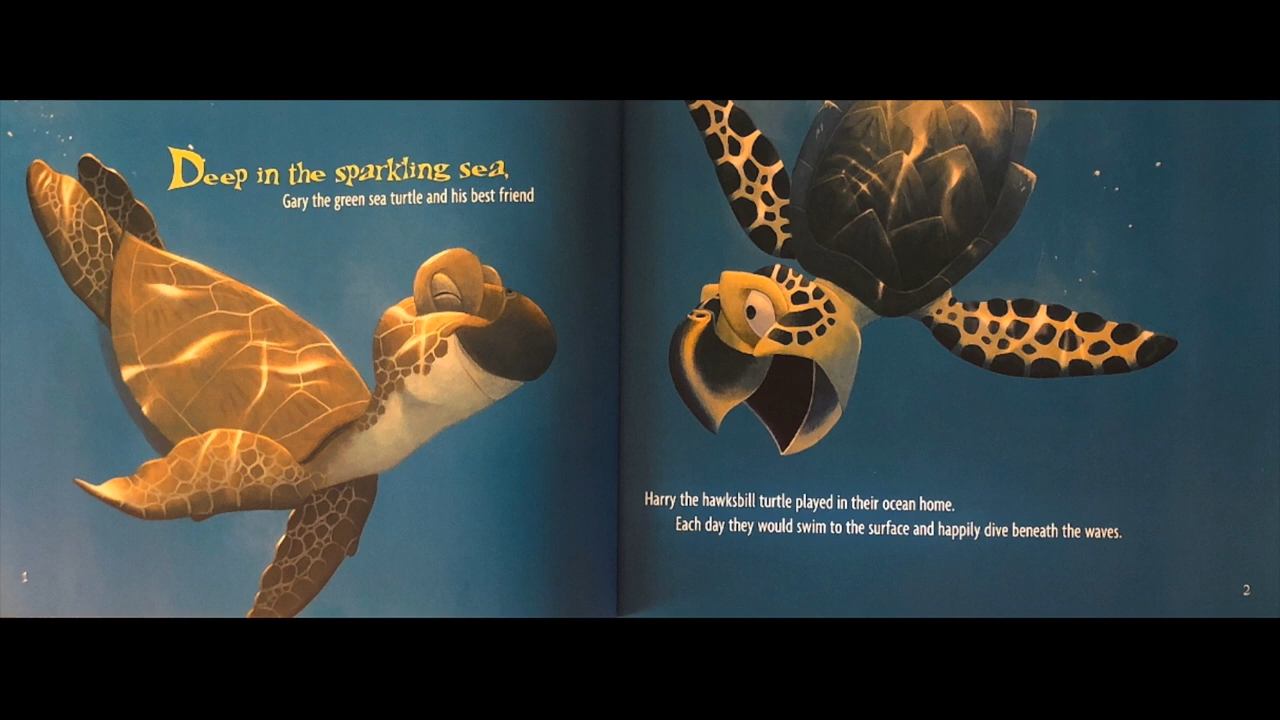 Deep in the sparkling sea,
Gary the green sea turtle and his best friend
1
Harry the hawksbill turtle played in their ocean home.
Each day they would swim to the surface and happily dive beneath the waves.
2